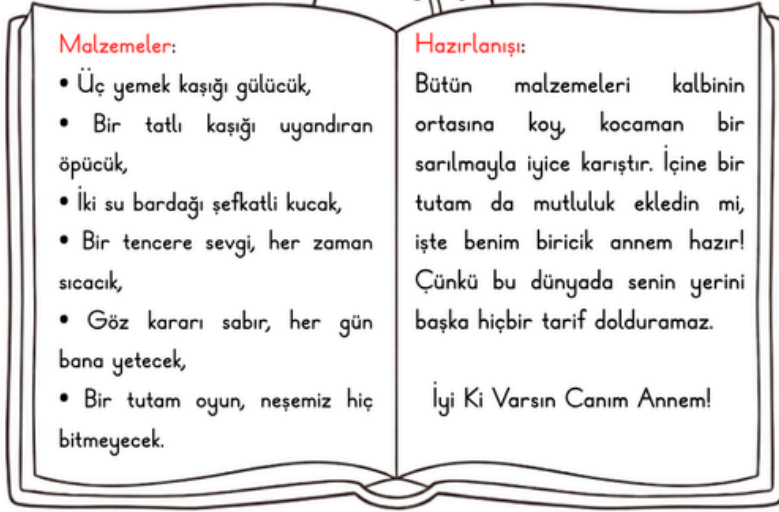 Malzemeler:
• Üç yemek kaşığı gülücük,
• Bir tatlı kaşığı uyandıran
öpücük,
• İki su bardağı şefkatli kucak,
• Bir tencere sevgi, her zaman
sıcacık,
• Göz kararı sabır, her gün
bana yetecek,
• Bir tutam oyun, neşemiz hiç
bitmeyecek.
Hazırlanışı:
Bütün malzemeleri kalbinin
ortasına koy, kocaman bir
sarılmayla iyice karıştır. İçine bir
tutam da mutluluk ekledin mi,
işte benim biricik annem hazır!
Çünkü bu dünyada senin yerini
başka hiçbir tarif dolduramaz.
İyi Ki Varsın Canım Annem!